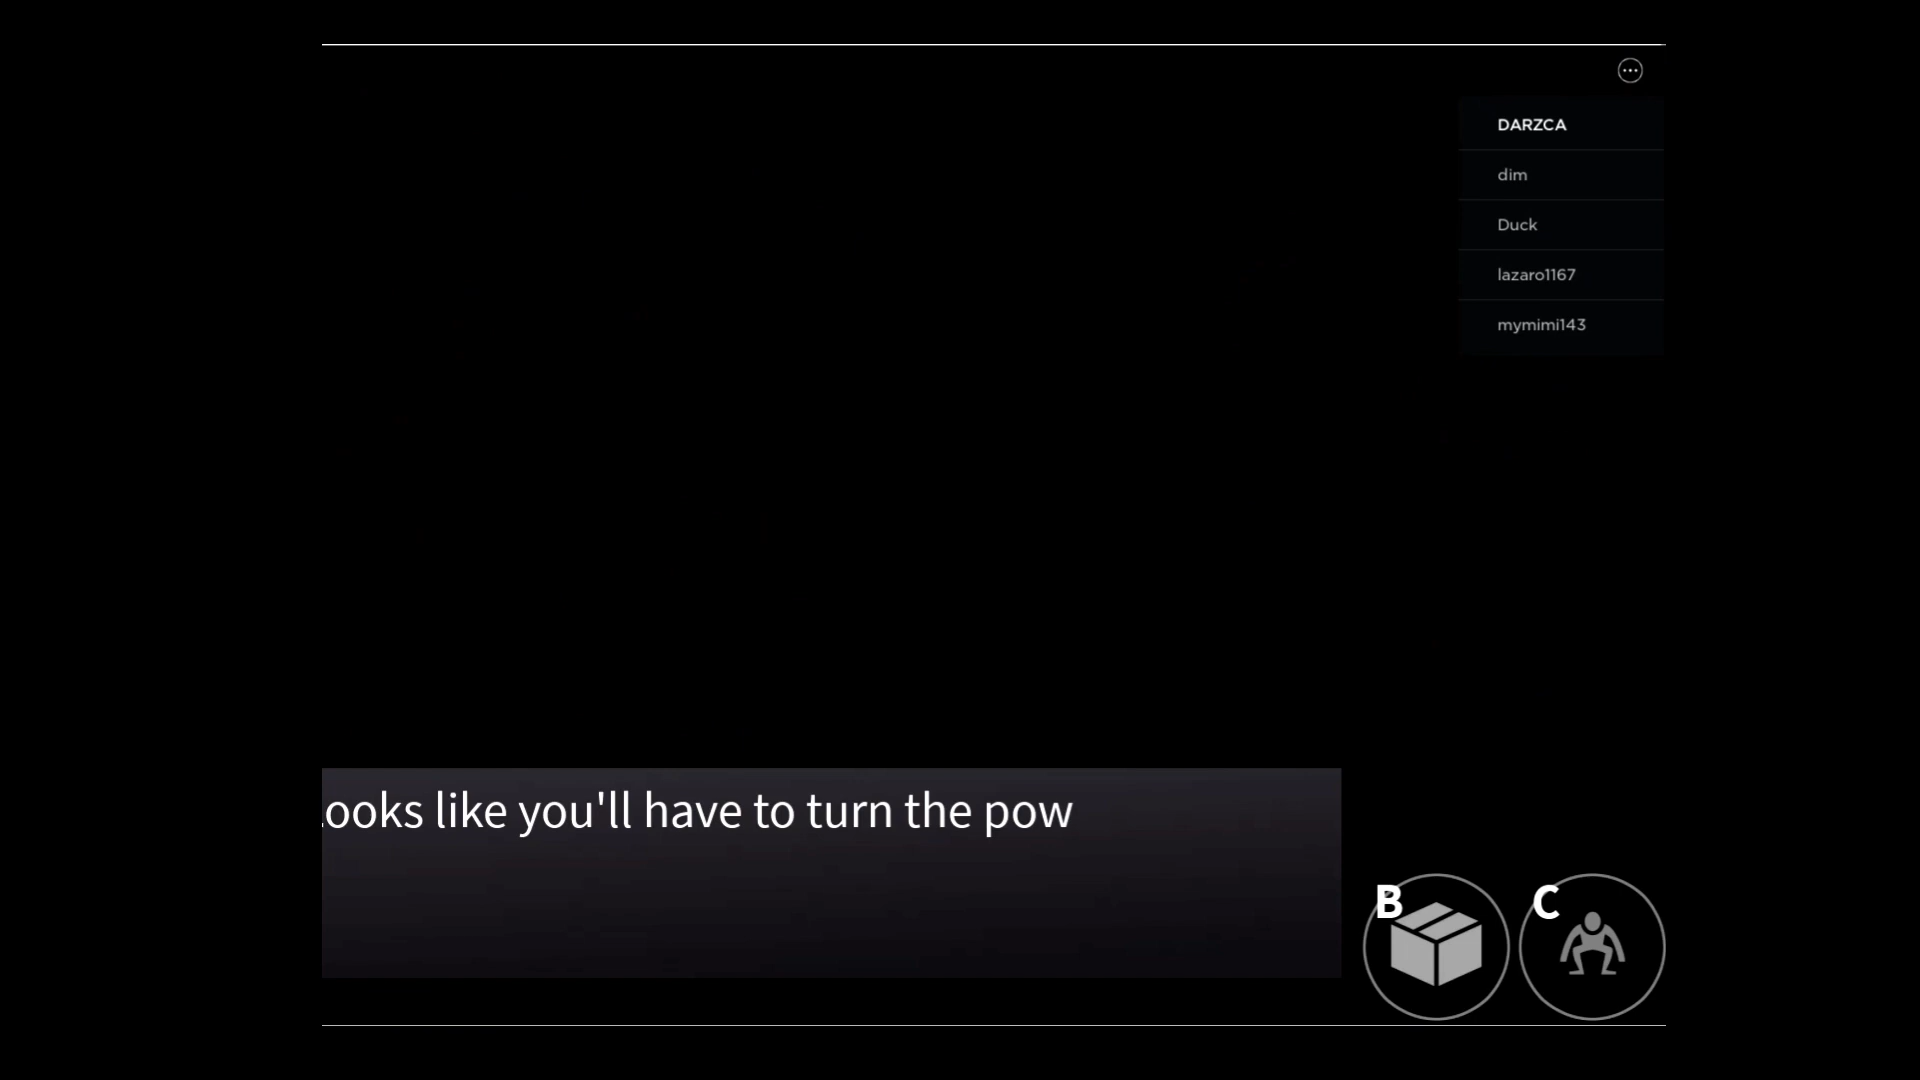 DARZCA
dim
Duck
lazaro1167
mymimi143
ooks like you'll have to turn the pow
B
C